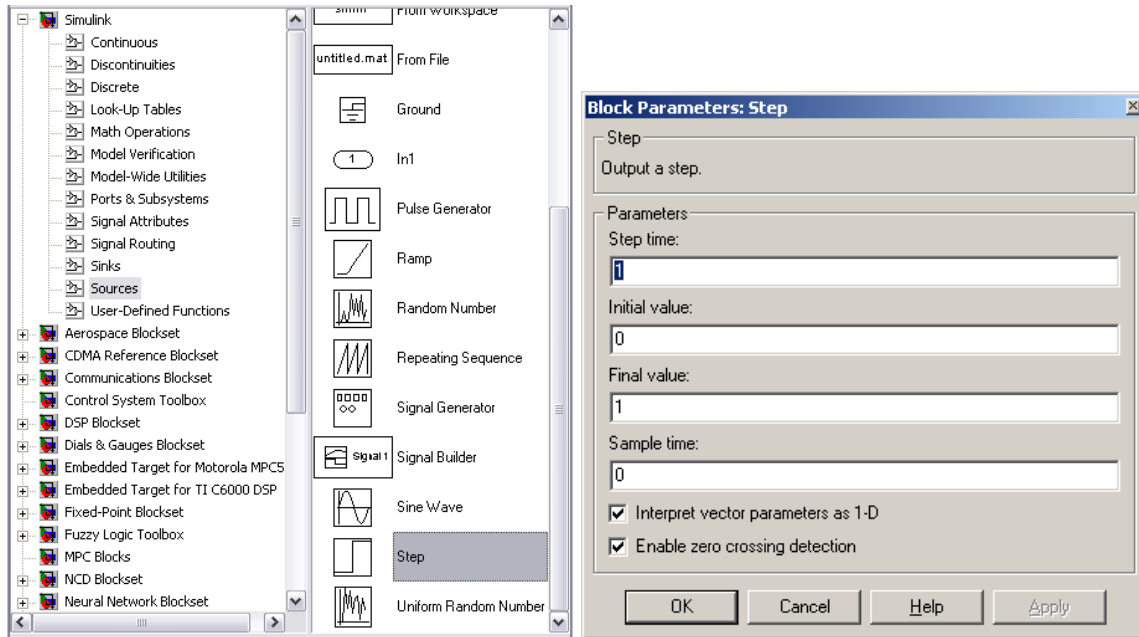 Simulink
Continuous
Discontinuities
Discrete
Look-Up Tables
Math Operations
Model Verification
Model-Wide Utilities
Ports & Subsystems
Signal Attributes
Signal Routing
Sinks
Sources
User-Defined Functions
Aerospace Blockset
CDMA Reference Blockset
Communications Blockset
Control System Toolbox
DSP Blockset
Dials & Gauges Blockset
Embedded Target for Motorola MPC5
Embedded Target for TI C6000 DSP
Fixed-Point Blockset
Fuzzy Logic Toolbox
MPC Blocks
NCD Blockset
Neural Network Blockset
From Workspace
untitled.mat From File
Ground
1 In1
Pulse Generator
Ramp
Random Number
Repeating Sequence
Signal Generator
Signal 1 Signal Builder
Sine Wave
Step
Uniform Random Number
Block Parameters: Step
Step
Output a step.
Parameters
Step time:
1
Initial value:
0
Final value:
1
Sample time:
0
Interpret vector parameters as 1-D
Enable zero crossing detection
OK Cancel Help Apply